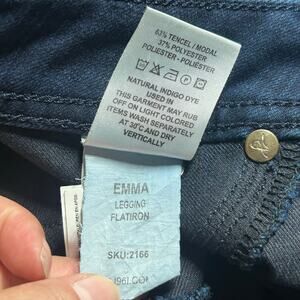 63% TENCEL / MODAL
37% POLYESTER
POLIESTER - POLIÉSTER
NATURAL INDIGO DYE
USED IN
THIS GARMENT MAY RUB
OFF ON LIGHT COLORED
ITEMS WASH SEPARATELY
AT 30°C AND DRY
VERTICALLY
EMMA
LEGGING
FLATIRON
SKU:2166